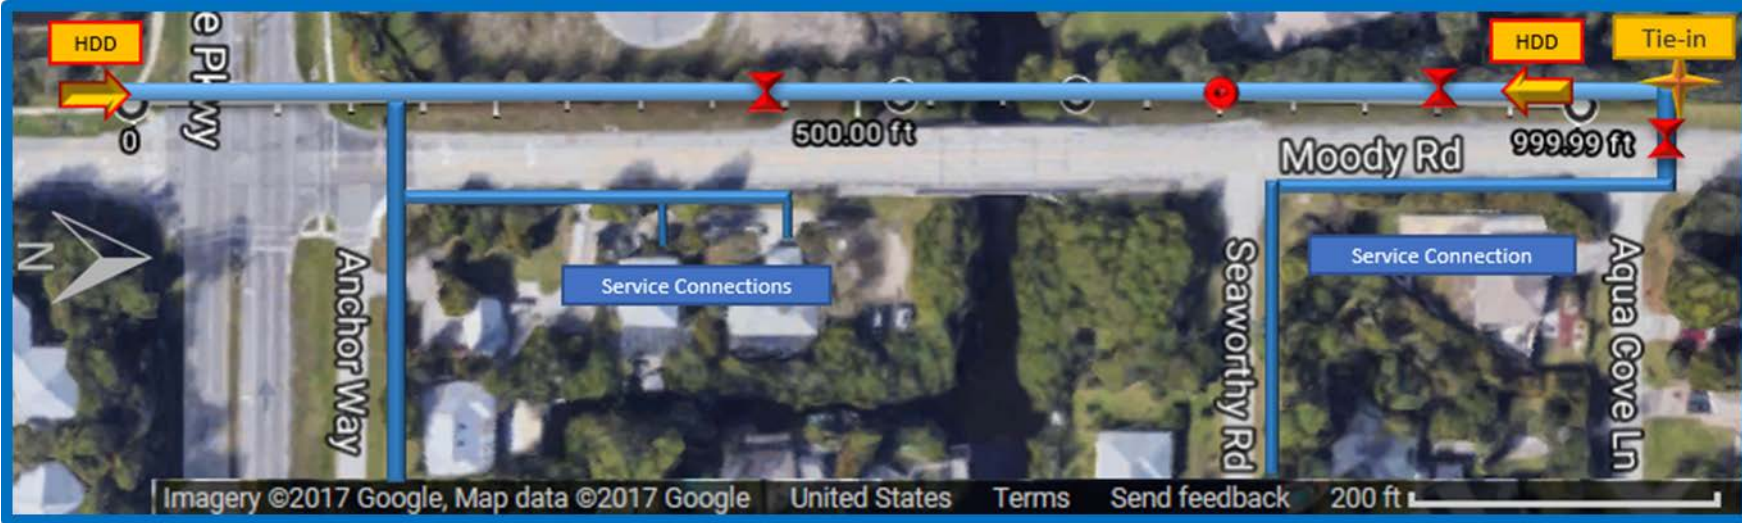 HDD
e Pkwy
HDD
Tie-in
0
500.00 ft
Moody Rd
999.99 ft
N
Anchor Way
Service Connections
Seaworthy Rd
Service Connection
Aqua Cove Ln
Imagery ©2017 Google, Map data ©2017 Google United States Terms Send feedback 200 ft